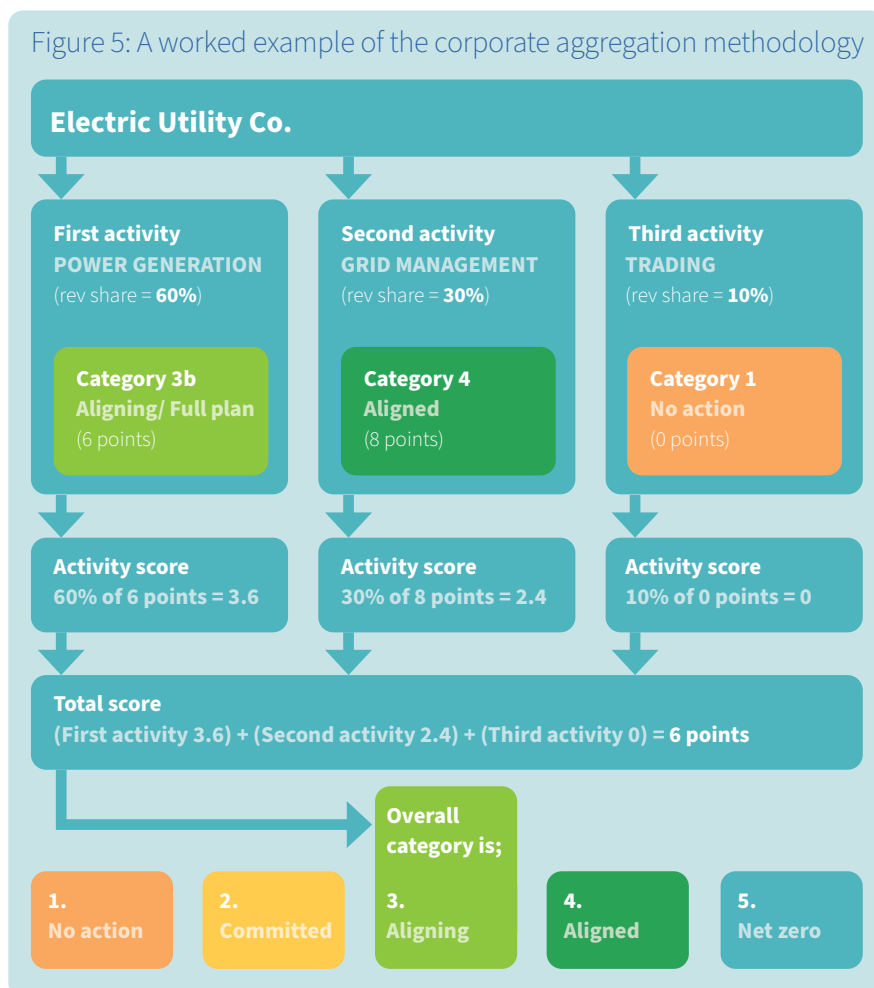 Figure 5: A worked example of the corporate aggregation methodology
Electric Utility Co.
First activity
POWER GENERATION
(rev share = 60%)
Category 3b
Aligning/ Full plan
(6 points)
Second activity
GRID MANAGEMENT
(rev share = 30%)
Category 4
Aligned
(8 points)
Third activity
TRADING
(rev share = 10%)
Category 1
No action
(0 points)
Activity score
60% of 6 points = 3.6
Activity score
30% of 8 points = 2.4
Activity score
10% of 0 points = 0
Total score
(First activity 3.6) + (Second activity 2.4) + (Third activity 0) = 6 points
Overall
category is;
1.
No action
2.
Committed
3.
Aligning
4.
Aligned
5.
Net zero